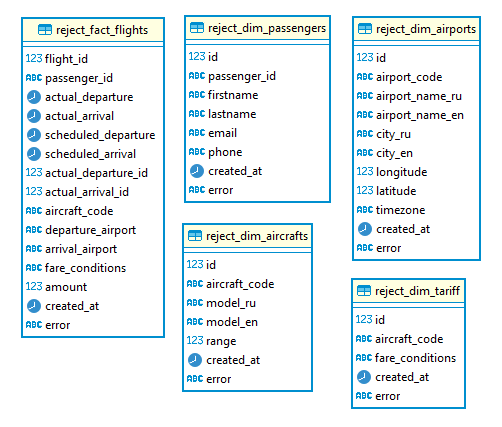 reject_fact_flights
123 flight_id
ABC passenger_id
actual_departure
actual_arrival
scheduled_departure
scheduled_arrival
123 actual_departure_id
123 actual_arrival_id
ABC aircraft_code
ABC departure_airport
ABC arrival_airport
ABC fare_conditions
123 amount
created_at
ABC error
reject_dim_passengers
123 id
ABC passenger_id
ABC firstname
ABC lastname
ABC email
ABC phone
created_at
ABC error
reject_dim_airports
123 id
ABC airport_code
ABC airport_name_ru
ABC airport_name_en
ABC city_ru
ABC city_en
123 longitude
123 latitude
ABC timezone
created_at
ABC error
reject_dim_aircrafts
123 id
ABC aircraft_code
ABC model_ru
ABC model_en
123 range
created_at
ABC error
reject_dim_tariff
123 id
ABC aircraft_code
ABC fare_conditions
created_at
ABC error